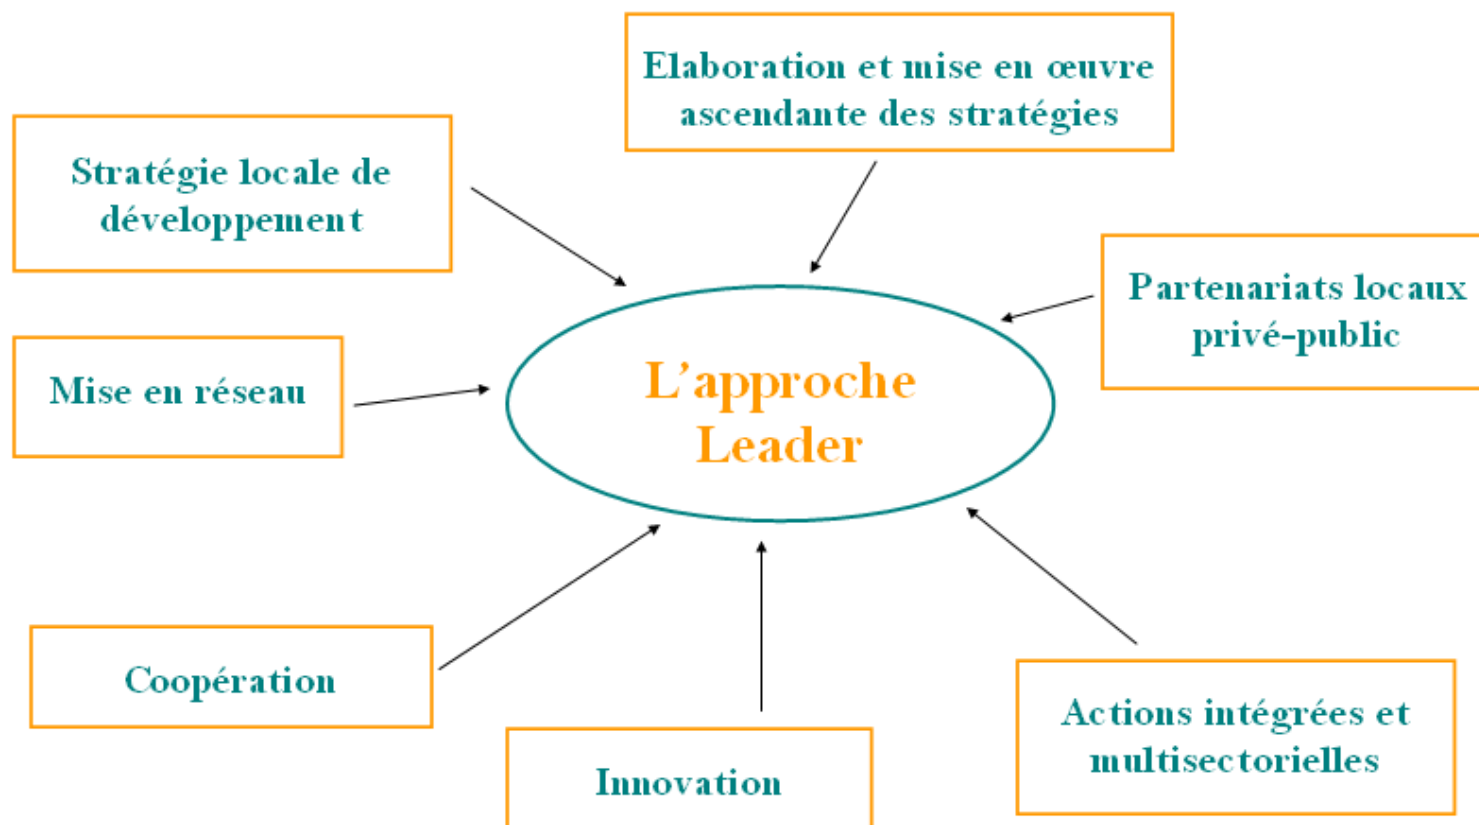 Elaboration et mise en œuvre
ascendante des stratégies
Stratégie locale de
développement
Partenariats locaux
privé-public
Mise en réseau
L’approche
Leader
Coopération
Actions intégrées et
multisectorielles
Innovation